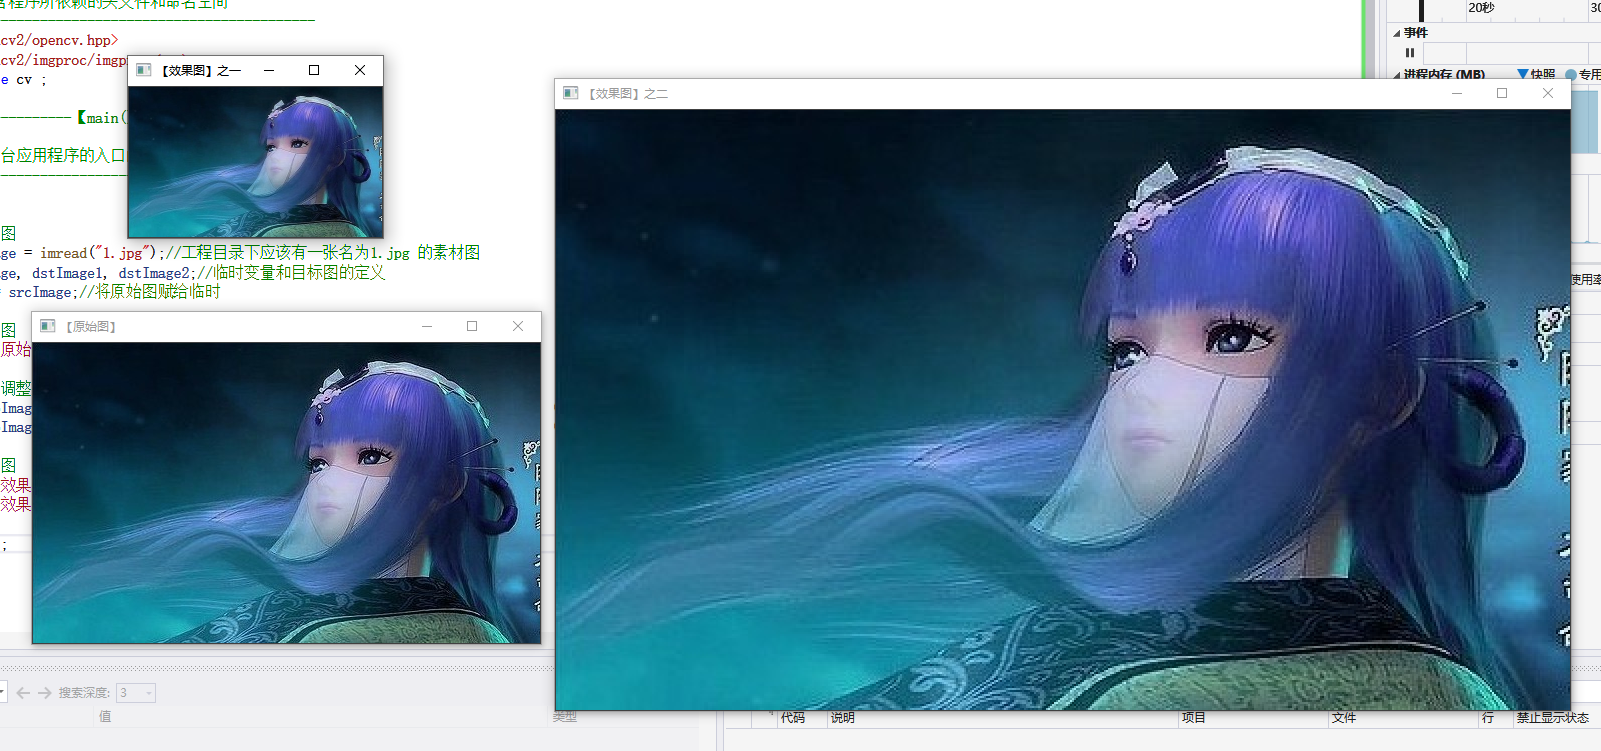 含程序所依赖的头文件和命名空间
----------------------------------------
cv2/opencv.hpp>
cv2/imgproc/imgp
e cv ;
---------【main(
台应用程序的入口
图
ge = imread("1.jpg");//工程目录下应该有一张名为1.jpg 的素材图
ge, dstImage1, dstImage2;//临时变量和目标图的定义
srcImage;//将原始图赋给临时
图
原始
调整
Imag
Imag
图
效果
效果
;
【效果图】之一
【原始图】
【效果图】之二
20秒
30
事件
进程内存 (MB)
快照
专用
使用率
搜索深度:
3
值
类型
代码
说明
项目
文件
行
禁止显示状态